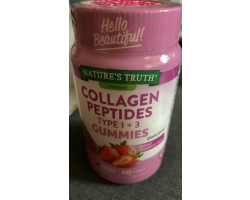 Hello
Beautiful!
NATURE'S TRUTH
COLLAGEN
PEPTIDES
TYPE 1 + 3
GUMMIES